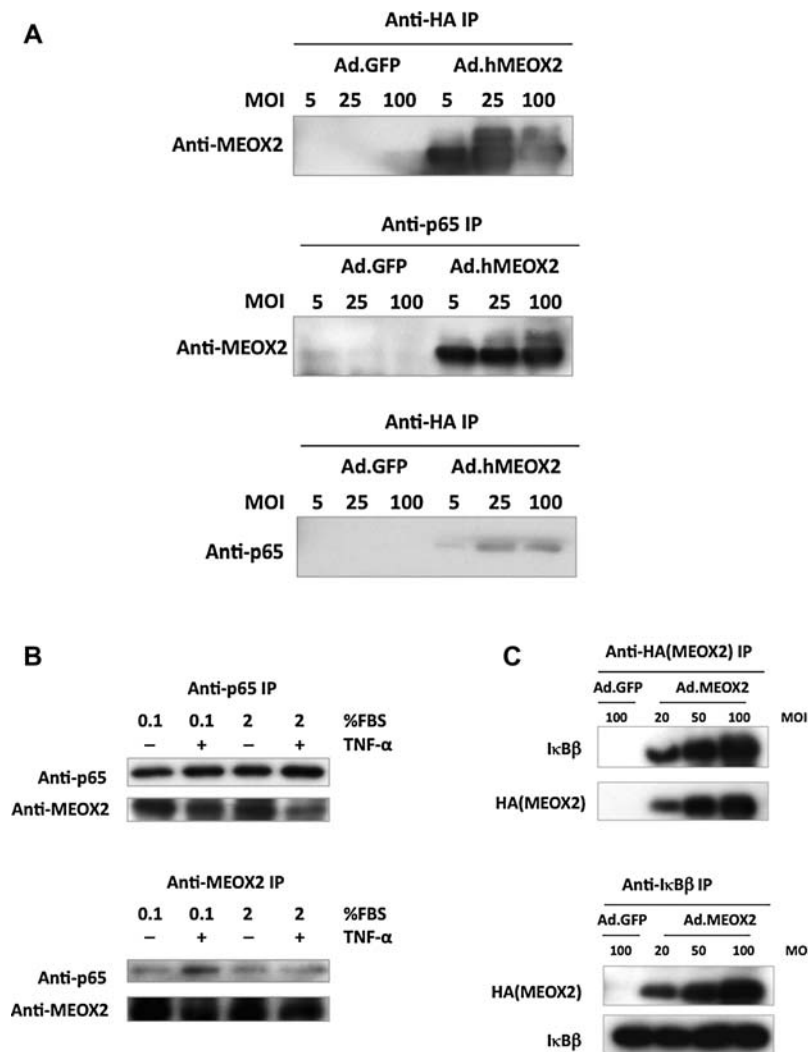 A
Anti-HA IP
Ad.GFP Ad.hMEOX2
MOI 5 25 100 5 25 100
Anti-MEOX2
Anti-p65 IP
Ad.GFP Ad.hMEOX2
MOI 5 25 100 5 25 100
Anti-MEOX2
Anti-HA IP
Ad.GFP Ad.hMEOX2
MOI 5 25 100 5 25 100
Anti-p65
B
Anti-p65 IP
0.1 0.1 2 2 %FBS
– + – + TNF-α
Anti-p65
Anti-MEOX2
Anti-MEOX2 IP
0.1 0.1 2 2 %FBS
– + – + TNF-α
Anti-p65
Anti-MEOX2
C
Anti-HA(MEOX2) IP
Ad.GFP Ad.MEOX2
100 20 50 100 MOI
IκBβ
HA(MEOX2)
Anti-IκBβ IP
Ad.GFP Ad.MEOX2
100 20 50 100 MO
HA(MEOX2)
IκBβ